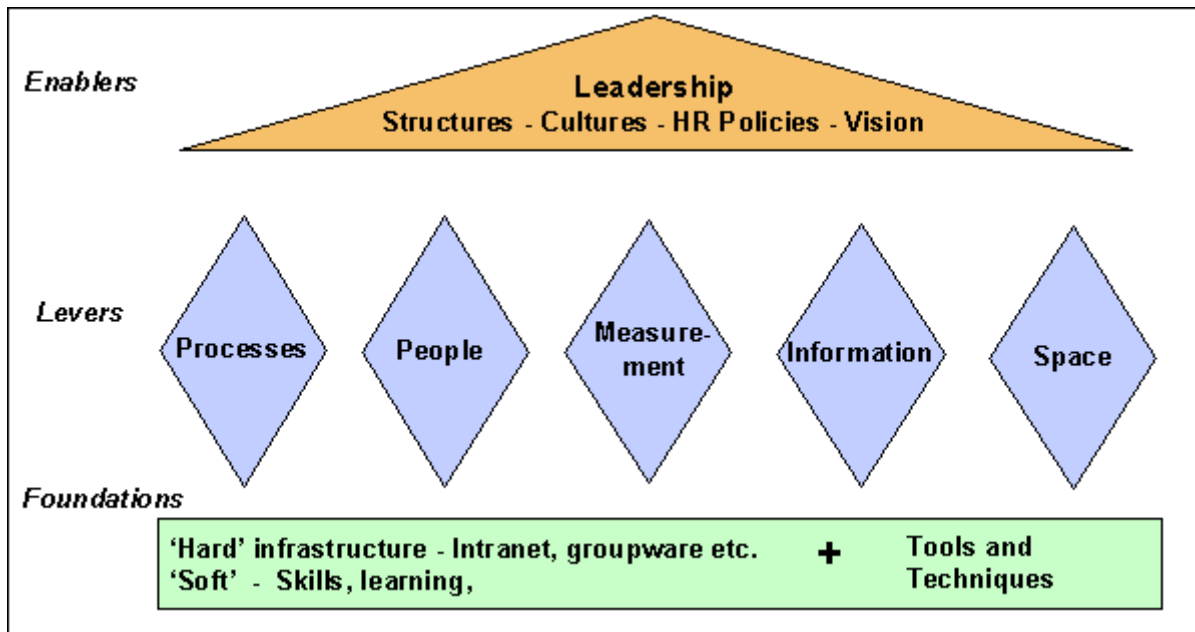 Enablers
Leadership
Structures - Cultures - HR Policies - Vision
Levers
Processes
People
Measure-
ment
Information
Space
Foundations
‘Hard’ infrastructure - Intranet, groupware etc.
‘Soft’ - Skills, learning,
+
Tools and
Techniques